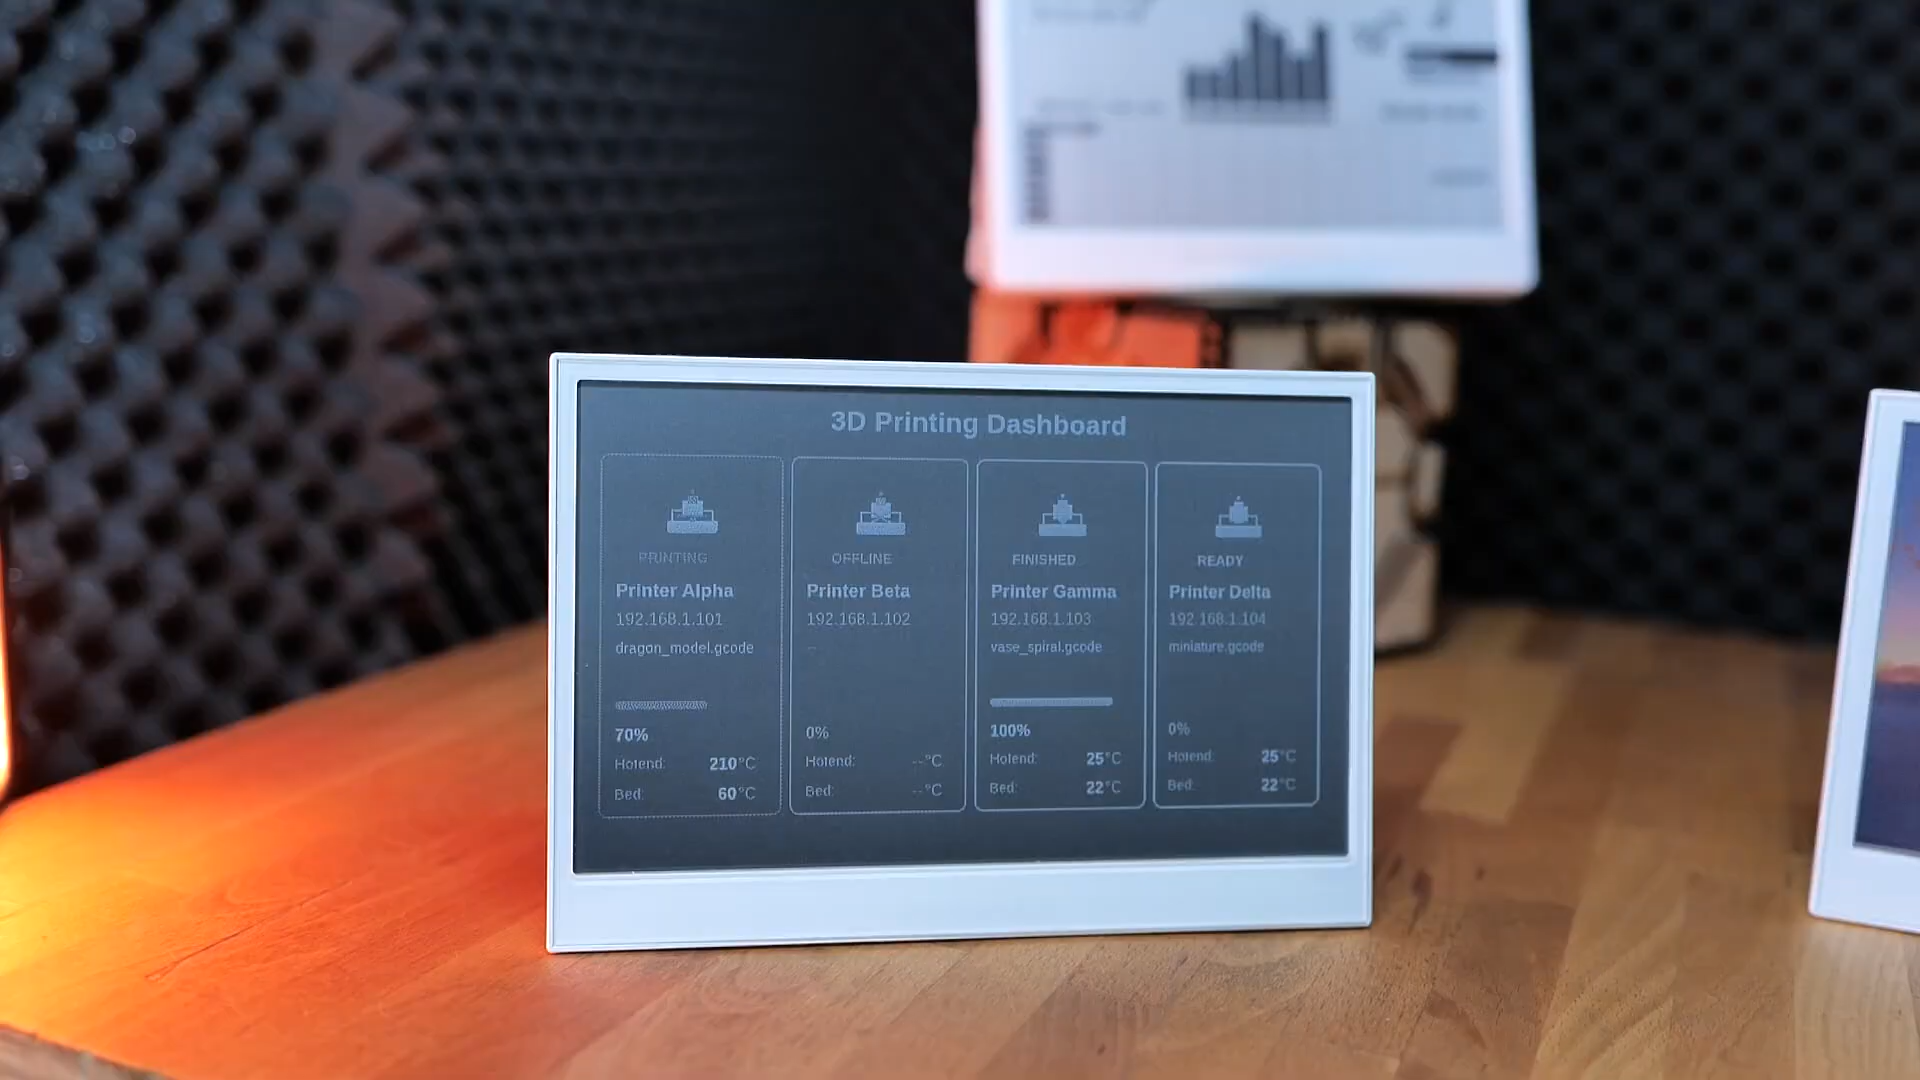 3D Printing Dashboard
PRINTING
Printer Alpha
192.168.1.101
dragon_model.gcode
70%
Hotend: 210°C
Bed: 60°C
OFFLINE
Printer Beta
192.168.1.102
--
0%
Hotend: --°C
Bed: --°C
FINISHED
Printer Gamma
192.168.1.103
vase_spiral.gcode
100%
Hotend: 25°C
Bed: 22°C
READY
Printer Delta
192.168.1.104
miniature.gcode
0%
Hotend: 25°C
Bed: 22°C